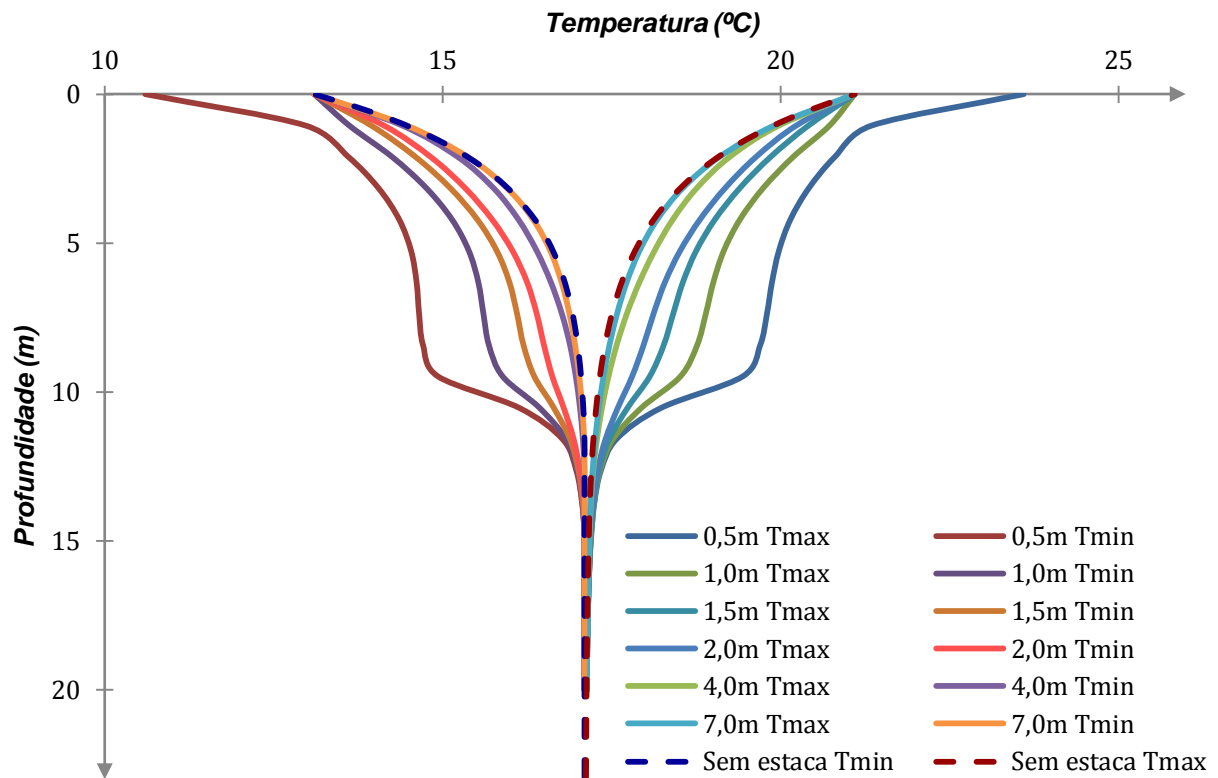 Temperatura (ºC)
10 15 20 25
0
5
10
15
20
Profundidade (m)
0,5m Tmax 0,5m Tmin
1,0m Tmax 1,0m Tmin
1,5m Tmax 1,5m Tmin
2,0m Tmax 2,0m Tmin
4,0m Tmax 4,0m Tmin
7,0m Tmax 7,0m Tmin
Sem estaca Tmin Sem estaca Tmax